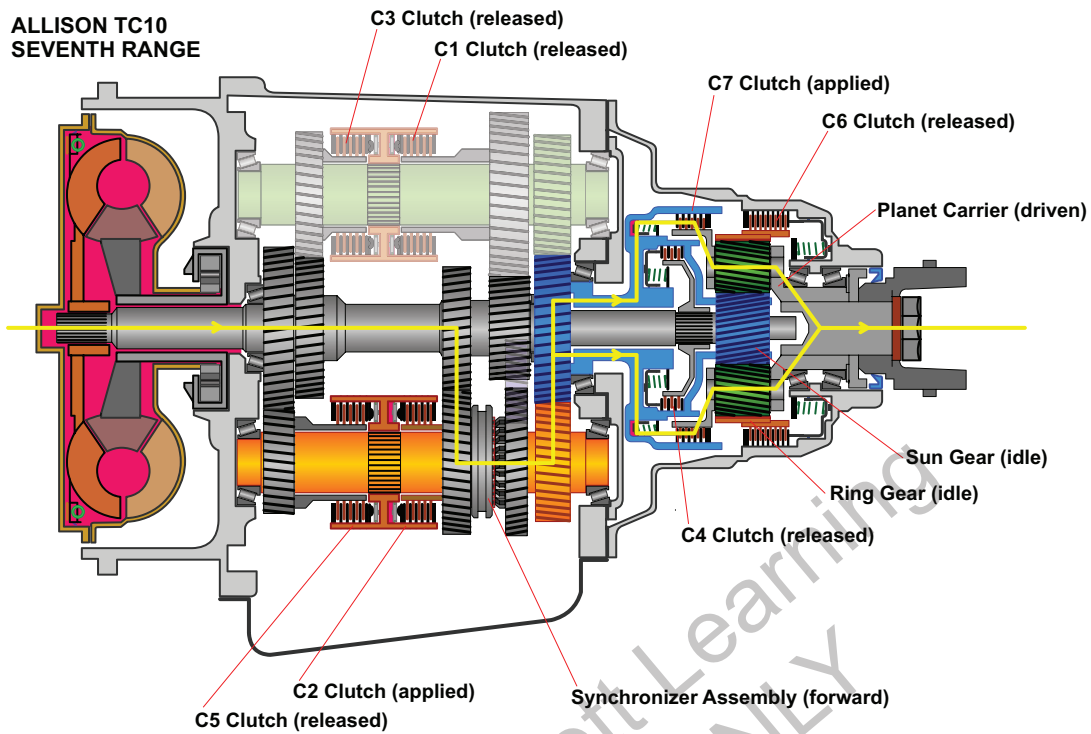 ALLISON TC10
SEVENTH RANGE
C3 Clutch (released)
C1 Clutch (released)
C7 Clutch (applied)
C6 Clutch (released)
Planet Carrier (driven)
Sun Gear (idle)
Ring Gear (idle)
C4 Clutch (released)
Synchronizer Assembly (forward)
C2 Clutch (applied)
C5 Clutch (released)
Learning